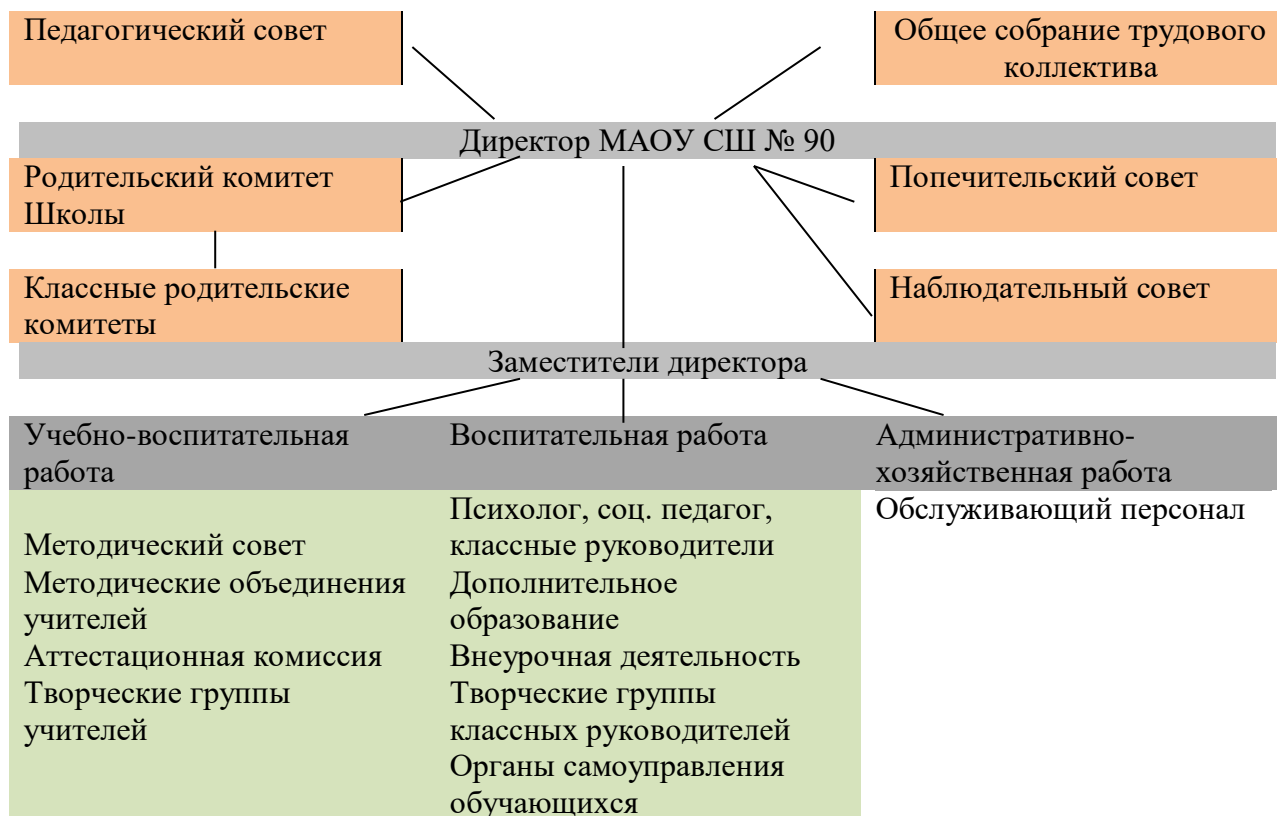 Педагогический совет
Общее собрание трудового
коллектива
Директор МАОУ СШ № 90
Родительский комитет
Школы
Попечительский совет
Классные родительские
комитеты
Наблюдательный совет
Заместители директора
Учебно-воспитательная
работа
Воспитательная работа
Административно-
хозяйственная работа
Методический совет
Методические объединения
учителей
Аттестационная комиссия
Творческие группы
учителей
Психолог, соц. педагог,
классные руководители
Дополнительное
образование
Внеурочная деятельность
Творческие группы
классных руководителей
Органы самоуправления
обучающихся
Обслуживающий персонал